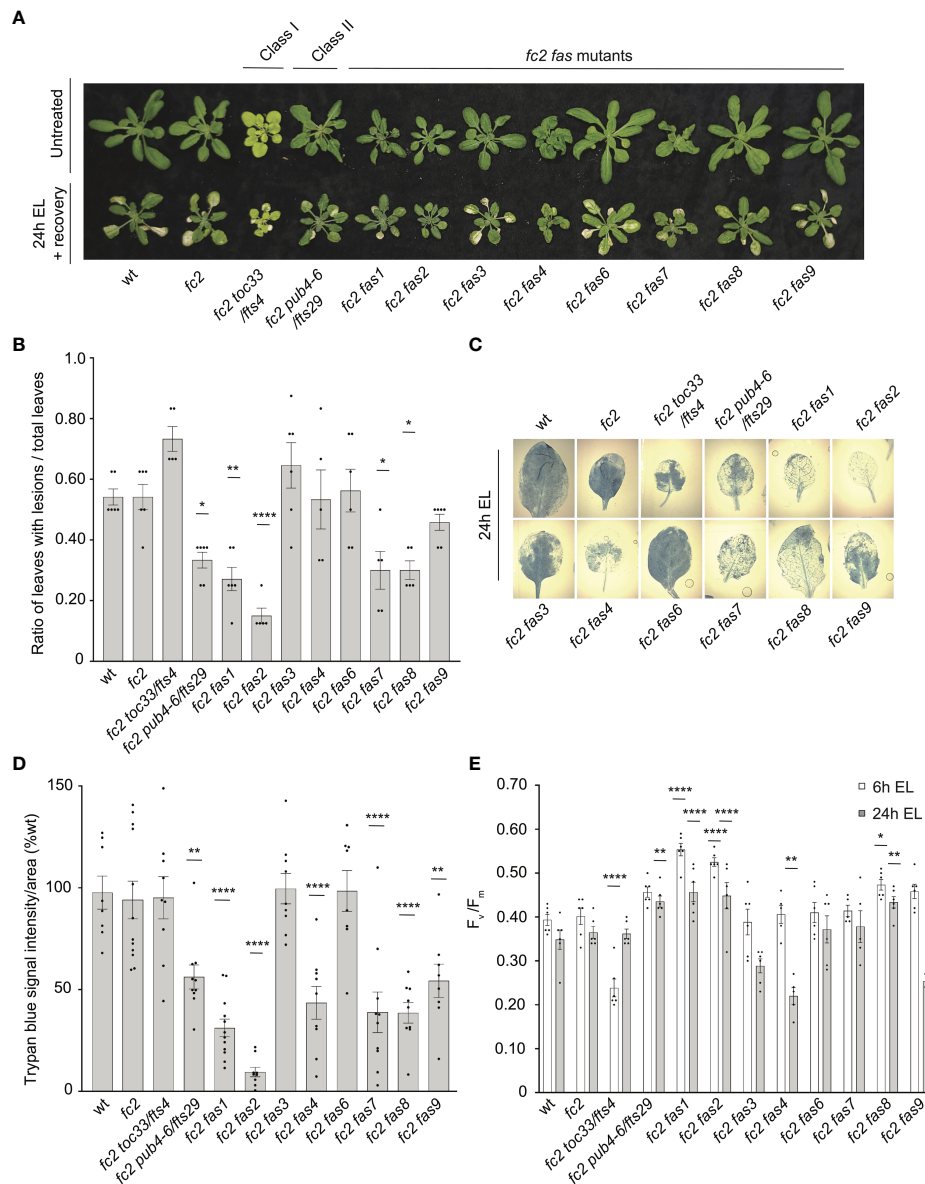 A
Class I
Class II
fc2 fas mutants
Untreated
24h EL
+ recovery
wt
fc2
fc2 toc33
/fts4
fc2 pub4-6
/fts29
fc2 fas1
fc2 fas2
fc2 fas3
fc2 fas4
fc2 fas6
fc2 fas7
fc2 fas8
fc2 fas9
B
Ratio of leaves with lesions / total leaves
1.0
0.80
0.60
0.40
0.20
0
*
**
****
*
*
wt
fc2
fc2 toc33/fts4
fc2 pub4-6/fts29
fc2 fas1
fc2 fas2
fc2 fas3
fc2 fas4
fc2 fas6
fc2 fas7
fc2 fas8
fc2 fas9
C
wt
fc2
fc2 toc33
/fts4
fc2 pub4-6
/fts29
fc2 fas1
fc2 fas2
24h EL
fc2 fas3
fc2 fas4
fc2 fas6
fc2 fas7
fc2 fas8
fc2 fas9
D
Trypan blue signal intensity/area (%wt)
150
100
50
0
**
****
****
****
****
****
**
wt
fc2
fc2 toc33/fts4
fc2 pub4-6/fts29
fc2 fas1
fc2 fas2
fc2 fas3
fc2 fas4
fc2 fas6
fc2 fas7
fc2 fas8
fc2 fas9
E
Fv/Fm
0.70
0.60
0.50
0.40
0.30
0.20
0.10
0
6h EL
24h EL
****
**
****
****
****
****
**
*
**
wt
fc2
fc2 toc33/fts4
fc2 pub4-6/fts29
fc2 fas1
fc2 fas2
fc2 fas3
fc2 fas4
fc2 fas6
fc2 fas7
fc2 fas8
fc2 fas9